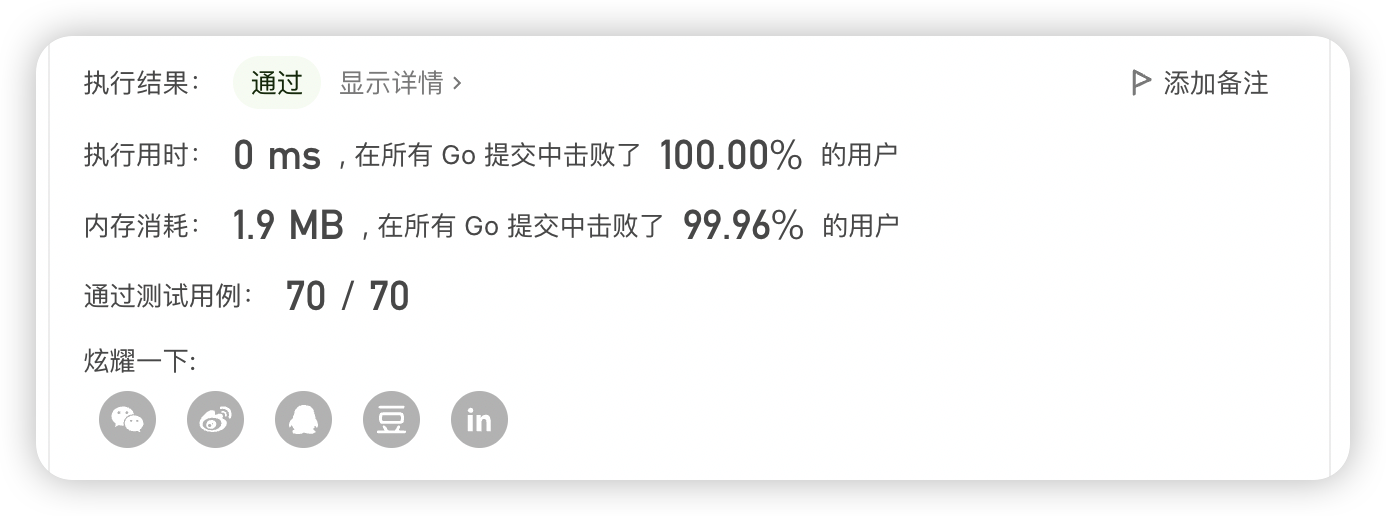 执行结果： 通过 显示详情 > 添加备注
执行用时： 0 ms , 在所有 Go 提交中击败了 100.00% 的用户
内存消耗： 1.9 MB , 在所有 Go 提交中击败了 99.96% 的用户
通过测试用例： 70 / 70
炫耀一下:
豆 in